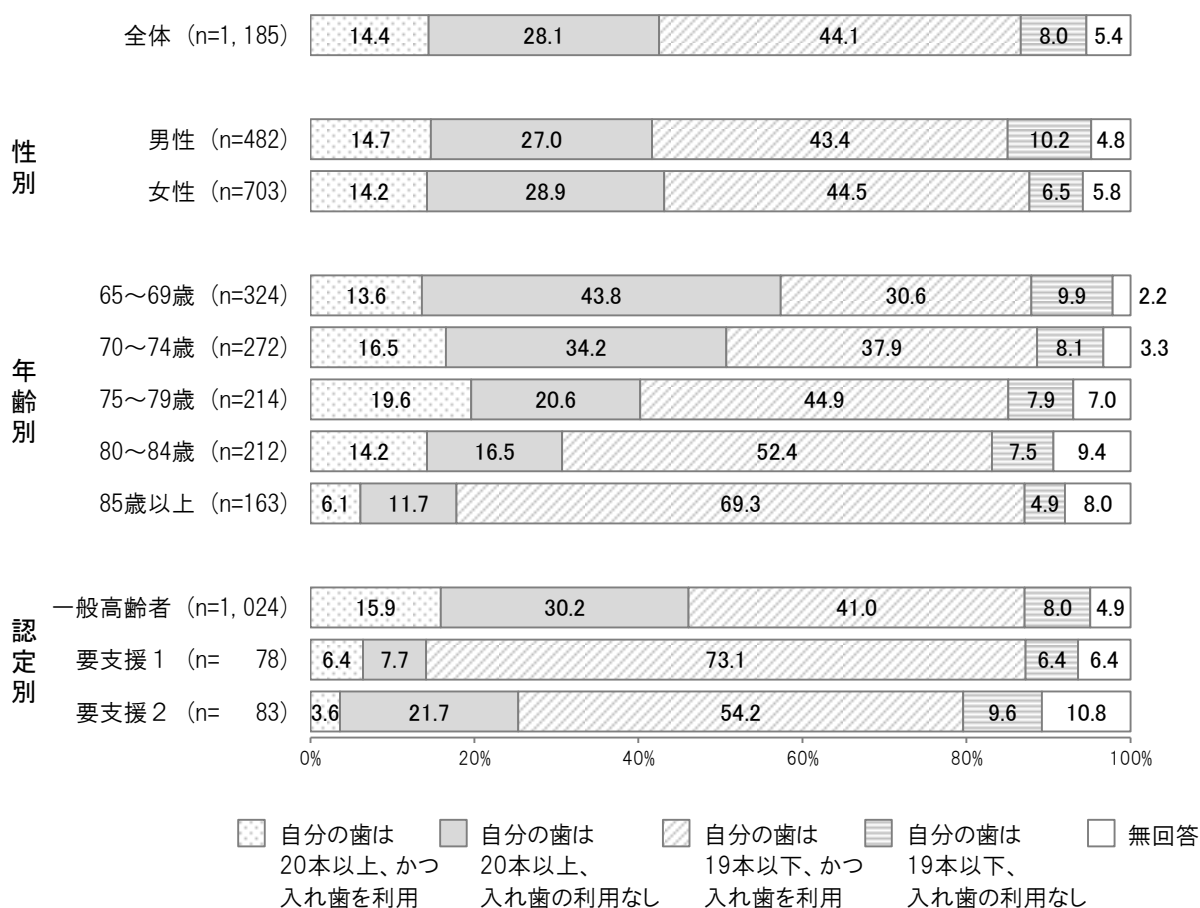 全体 (n=1,185) 14.4 28.1 44.1 8.0 5.4
性別
男性 (n=482) 14.7 27.0 43.4 10.2 4.8
女性 (n=703) 14.2 28.9 44.5 6.5 5.8
年齢別
65～69歳 (n=324) 13.6 43.8 30.6 9.9 2.2
70～74歳 (n=272) 16.5 34.2 37.9 8.1 3.3
75～79歳 (n=214) 19.6 20.6 44.9 7.9 7.0
80～84歳 (n=212) 14.2 16.5 52.4 7.5 9.4
85歳以上 (n=163) 6.1 11.7 69.3 4.9 8.0
認定別
一般高齢者 (n=1,024) 15.9 30.2 41.0 8.0 4.9
要支援１ (n= 78) 6.4 7.7 73.1 6.4 6.4
要支援２ (n= 83) 3.6 21.7 54.2 9.6 10.8
0% 20% 40% 60% 80% 100%
自分の歯は
20本以上、かつ
入れ歯を利用
自分の歯は
20本以上、
入れ歯の利用なし
自分の歯は
19本以下、かつ
入れ歯を利用
自分の歯は
19本以下、
入れ歯の利用なし
無回答